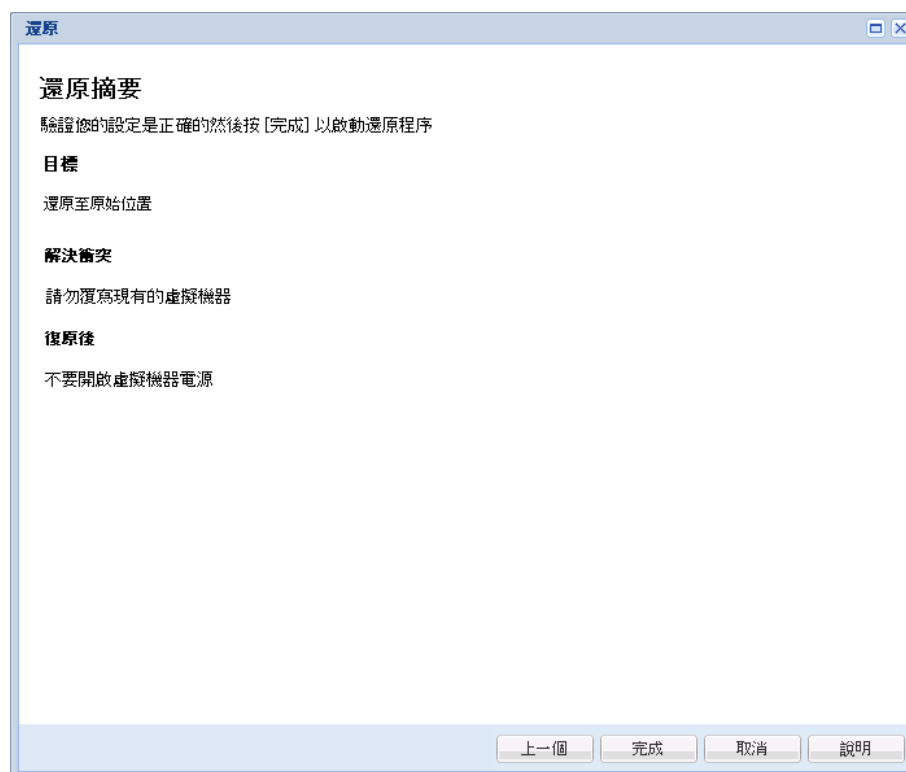 還原
還原摘要
驗證您的設定是正確的然後按 [完成] 以啟動還原程序
目標
還原至原始位置
解決衝突
請勿覆寫現有的虛擬機器
復原後
不要開啟虛擬機器電源
上一個 完成 取消 說明